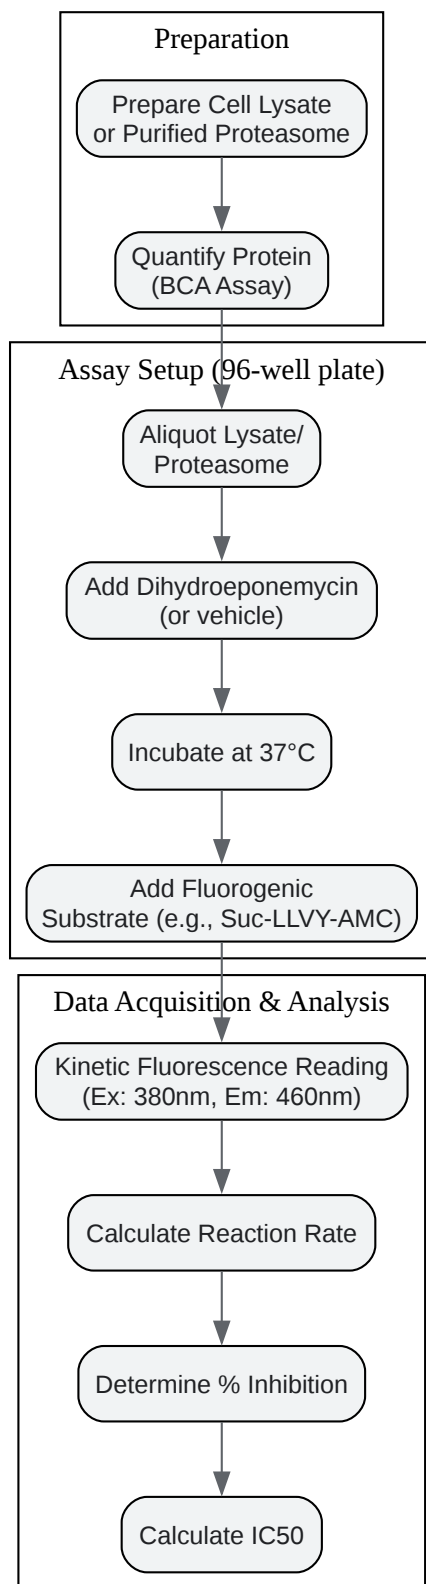 Preparation
Prepare Cell Lysate
or Purified Proteasome
Quantify Protein
(BCA Assay)
Assay Setup (96-well plate)
Aliquot Lysate/
Proteasome
Add Dihydroeponemycin
(or vehicle)
Incubate at 37°C
Add Fluorogenic
Substrate (e.g., Suc-LLVY-AMC)
Data Acquisition & Analysis
Kinetic Fluorescence Reading
(Ex: 380nm, Em: 460nm)
Calculate Reaction Rate
Determine % Inhibition
Calculate IC50